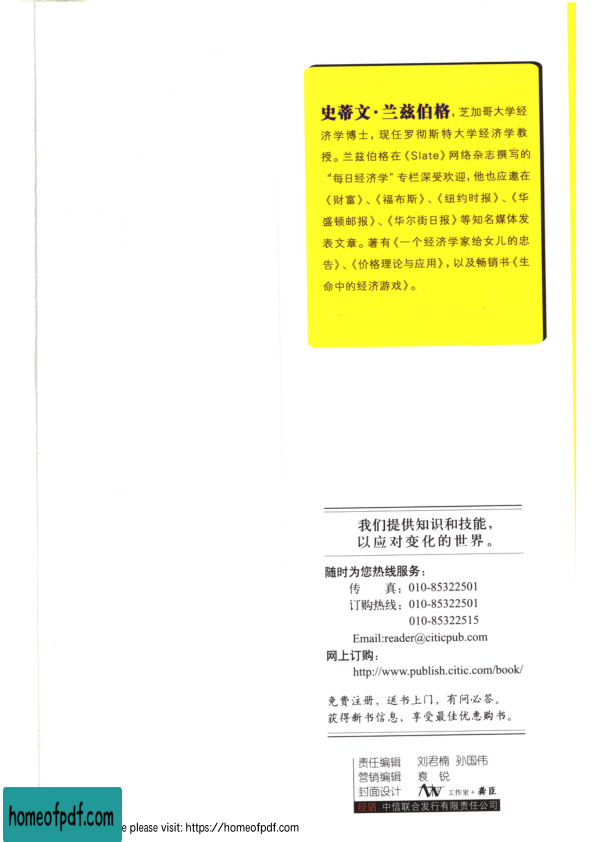 史蒂文·兰兹伯格，芝加哥大学经
济学博士，现任罗彻斯特大学经济学教
授。兰兹伯格在《Slate》网络杂志撰写的
“每日经济学”专栏深受欢迎，他也应邀在
《财富》、《福布斯》、《纽约时报》、《华
盛顿邮报》、《华尔街日报》等知名媒体发
表文章。著有《一个经济学家给女儿的忠
告》、《价格理论与应用》，以及畅销书《生
命中的经济游戏》。
我们提供知识和技能，
以应对变化的世界。
随时为您热线服务：
传 真：010-85322501
订购热线：010-85322501
010-85322515
Email:reader@citicpub.com
网上订购：
http://www.publish.citic.com/book/
免费注册，送书上门，有问必答。
获得新书信息，享受最佳优惠购书。
责任编辑 刘君楠 孙国伟
营销编辑 袁 锐
封面设计 工作室+龚臣
经销 中信联合发行有限责任公司
homeofpdf.com
e please visit: https://homeofpdf.com